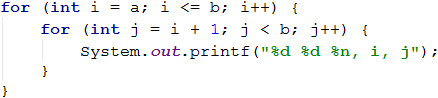 for (int i = a; i <= b; i++) {
    for (int j = i + 1; j < b; j++) {
        System.out.printf("%d %d %n, i, j");
    }
}